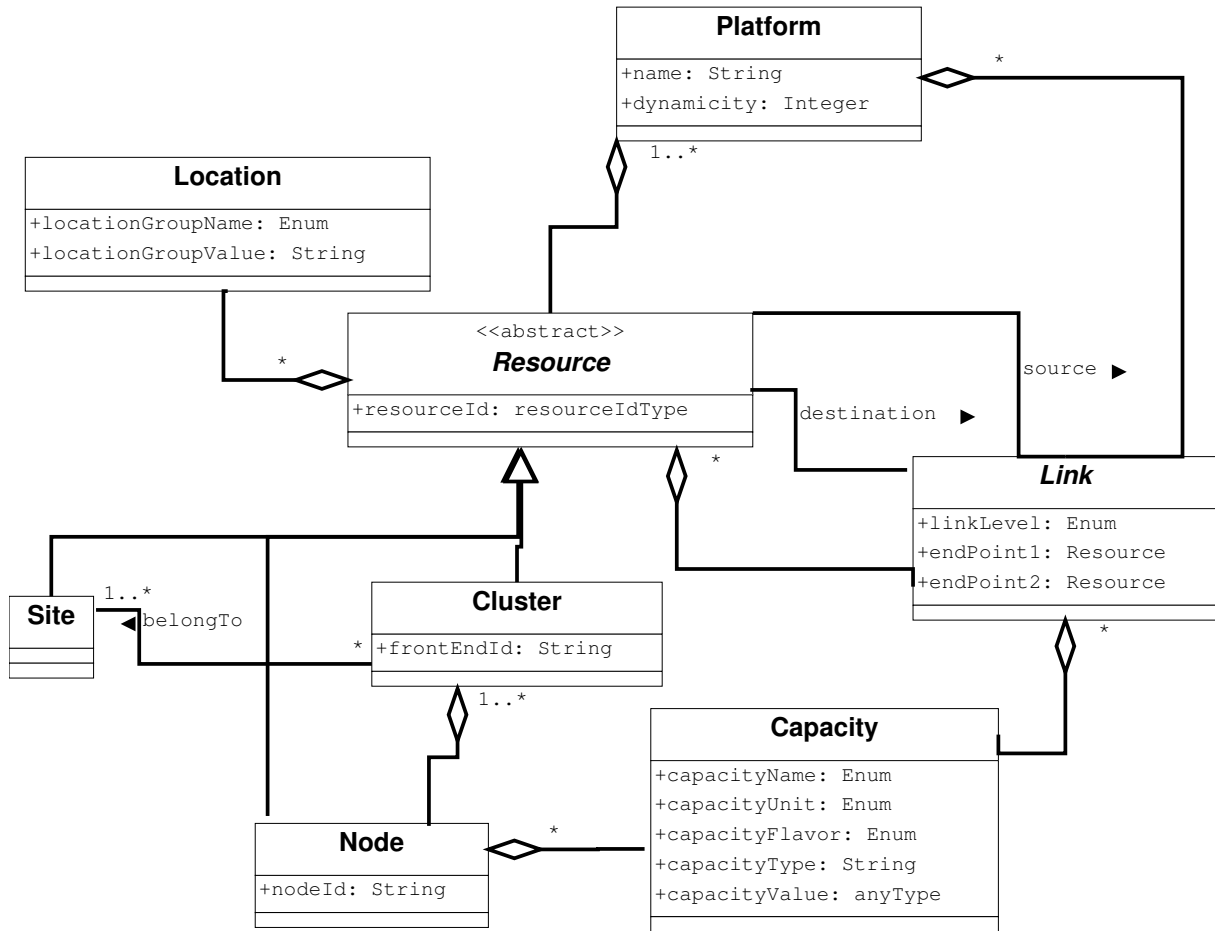 Platform
+name: String
+dynamicity: Integer
*
1..*
Location
+locationGroupName: Enum
+locationGroupValue: String
*
<<abstract>>
Resource
+resourceId: resourceIdType
source ►
destination ►
*
Link
+linkLevel: Enum
+endPoint1: Resource
+endPoint2: Resource
*
Site
1..*
◄belongTo
*
Cluster
+frontEndId: String
1..*
Capacity
+capacityName: Enum
+capacityUnit: Enum
+capacityFlavor: Enum
+capacityType: String
+capacityValue: anyType
Node
+nodeId: String
*